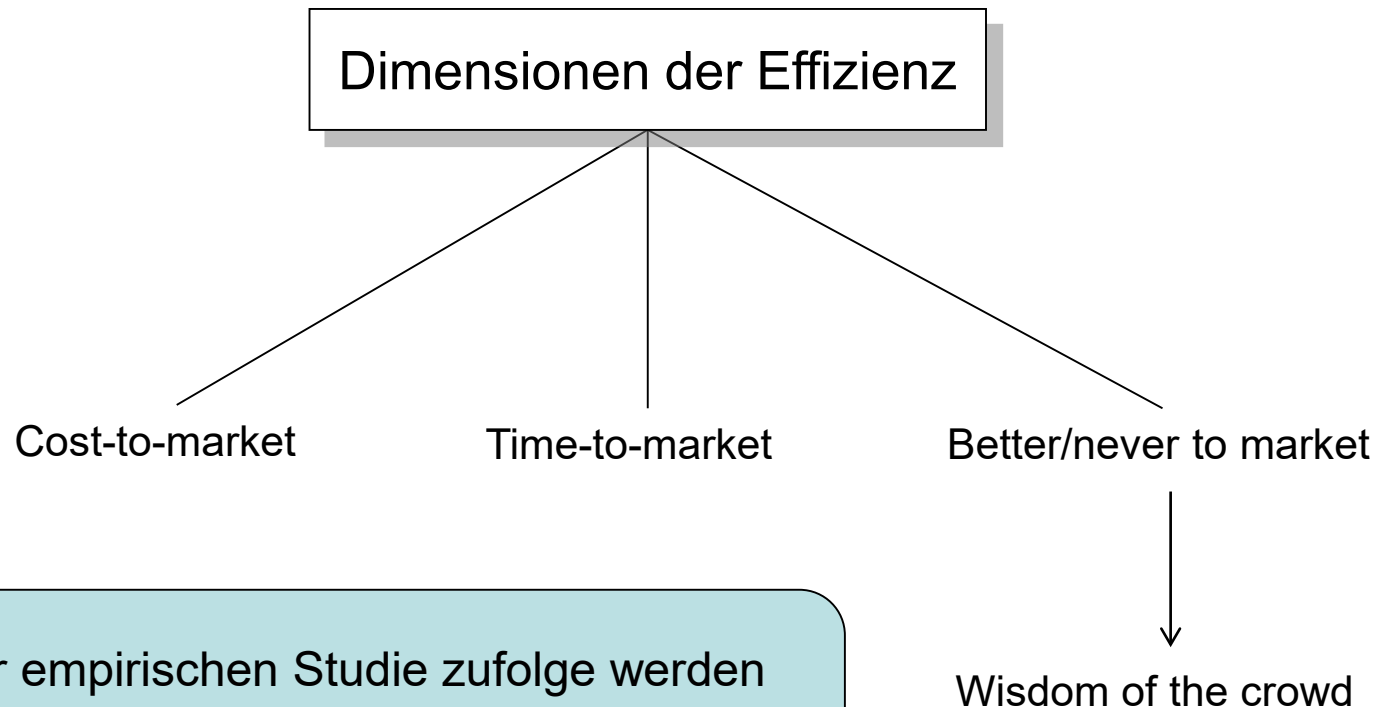 Dimensionen der Effizienz
Cost-to-market
Time-to-market
Better/never to market
r empirischen Studie zufolge werden
Wisdom of the crowd